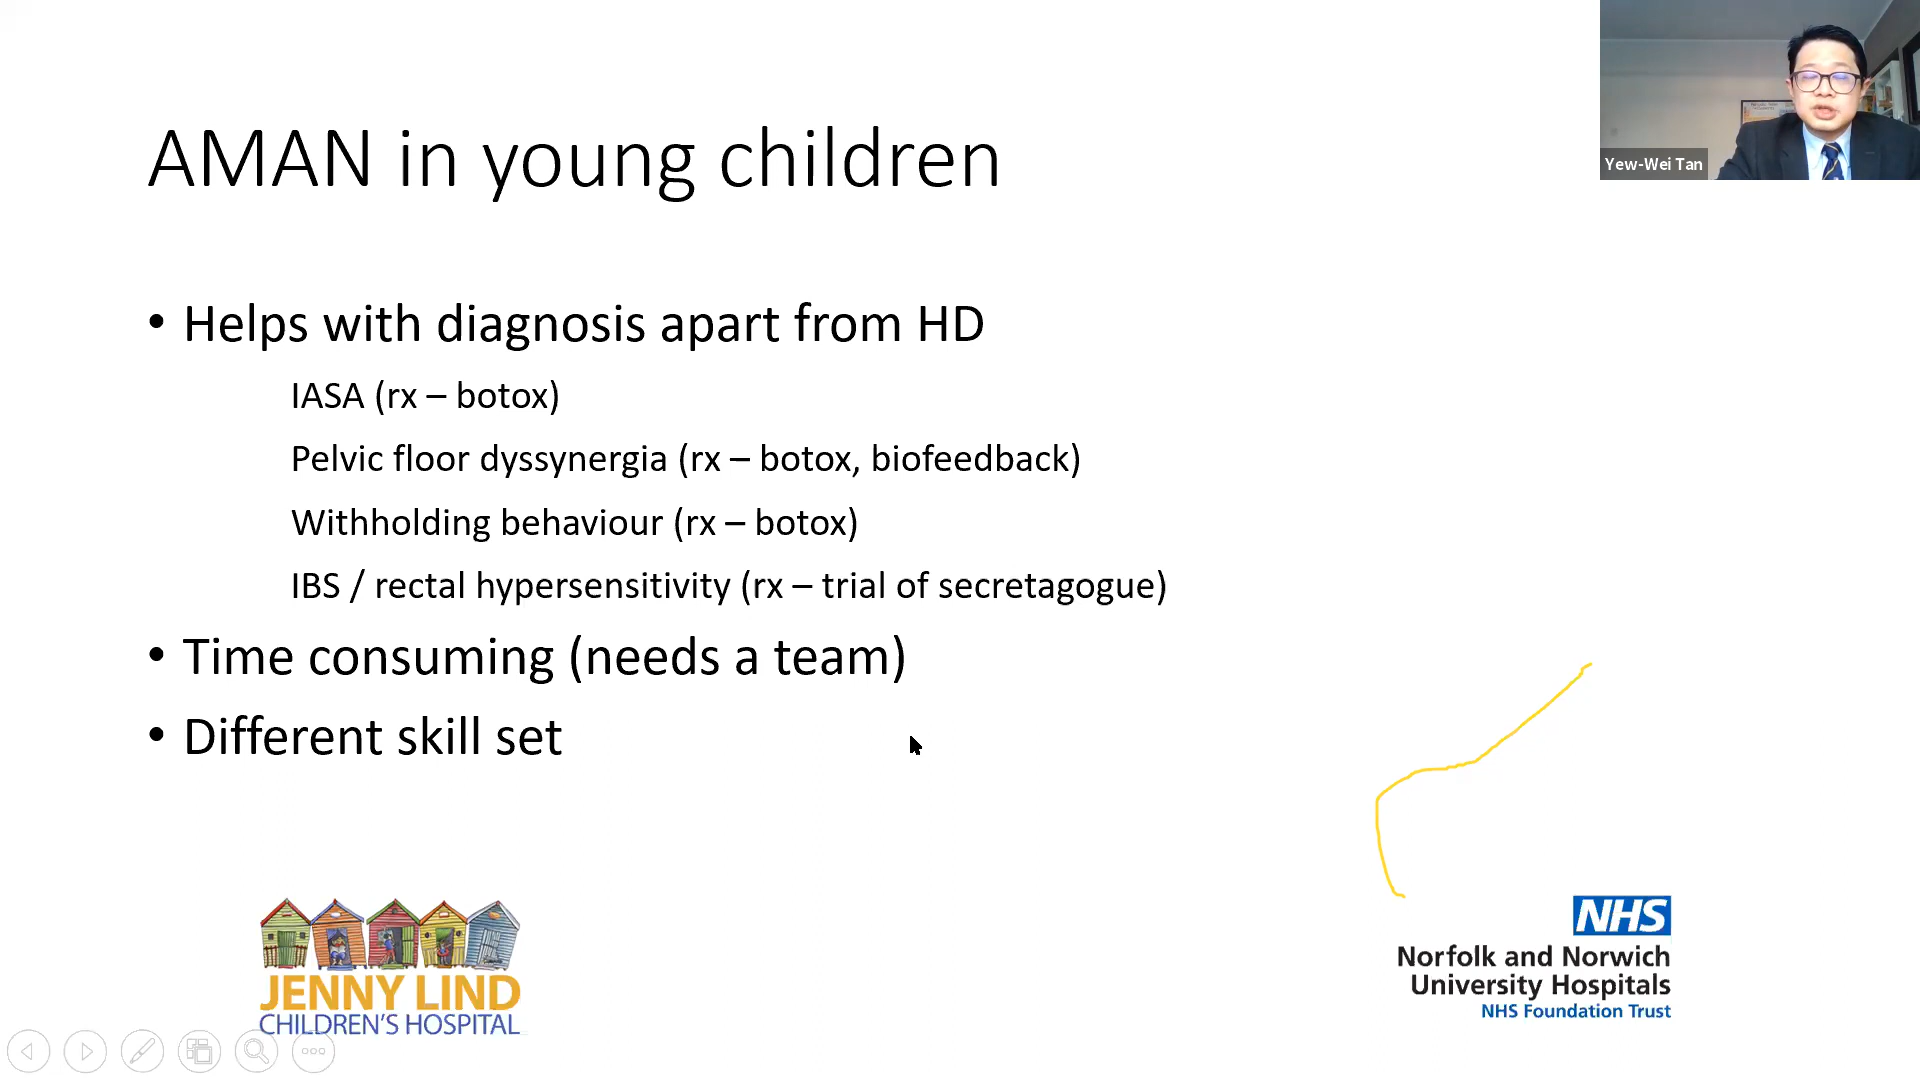 AMAN in young children
Yew-Wei Tan
• Helps with diagnosis apart from HD
IASA (rx – botox)
Pelvic floor dyssynergia (rx – botox, biofeedback)
Withholding behaviour (rx – botox)
IBS / rectal hypersensitivity (rx – trial of secretagogue)
• Time consuming (needs a team)
• Different skill set
JENNY LIND
CHILDREN'S HOSPITAL
NHS
Norfolk and Norwich
University Hospitals
NHS Foundation Trust